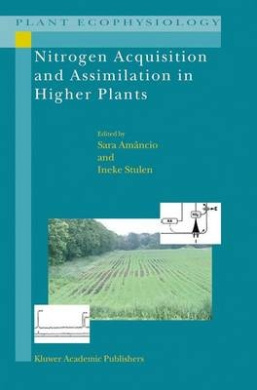 PLANT ECOPHYSIOLOGY
Nitrogen Acquisition
and Assimilation in
Higher Plants
Edited by
Sara Amâncio
and
Ineke Stulen
Kluwer Academic Publishers